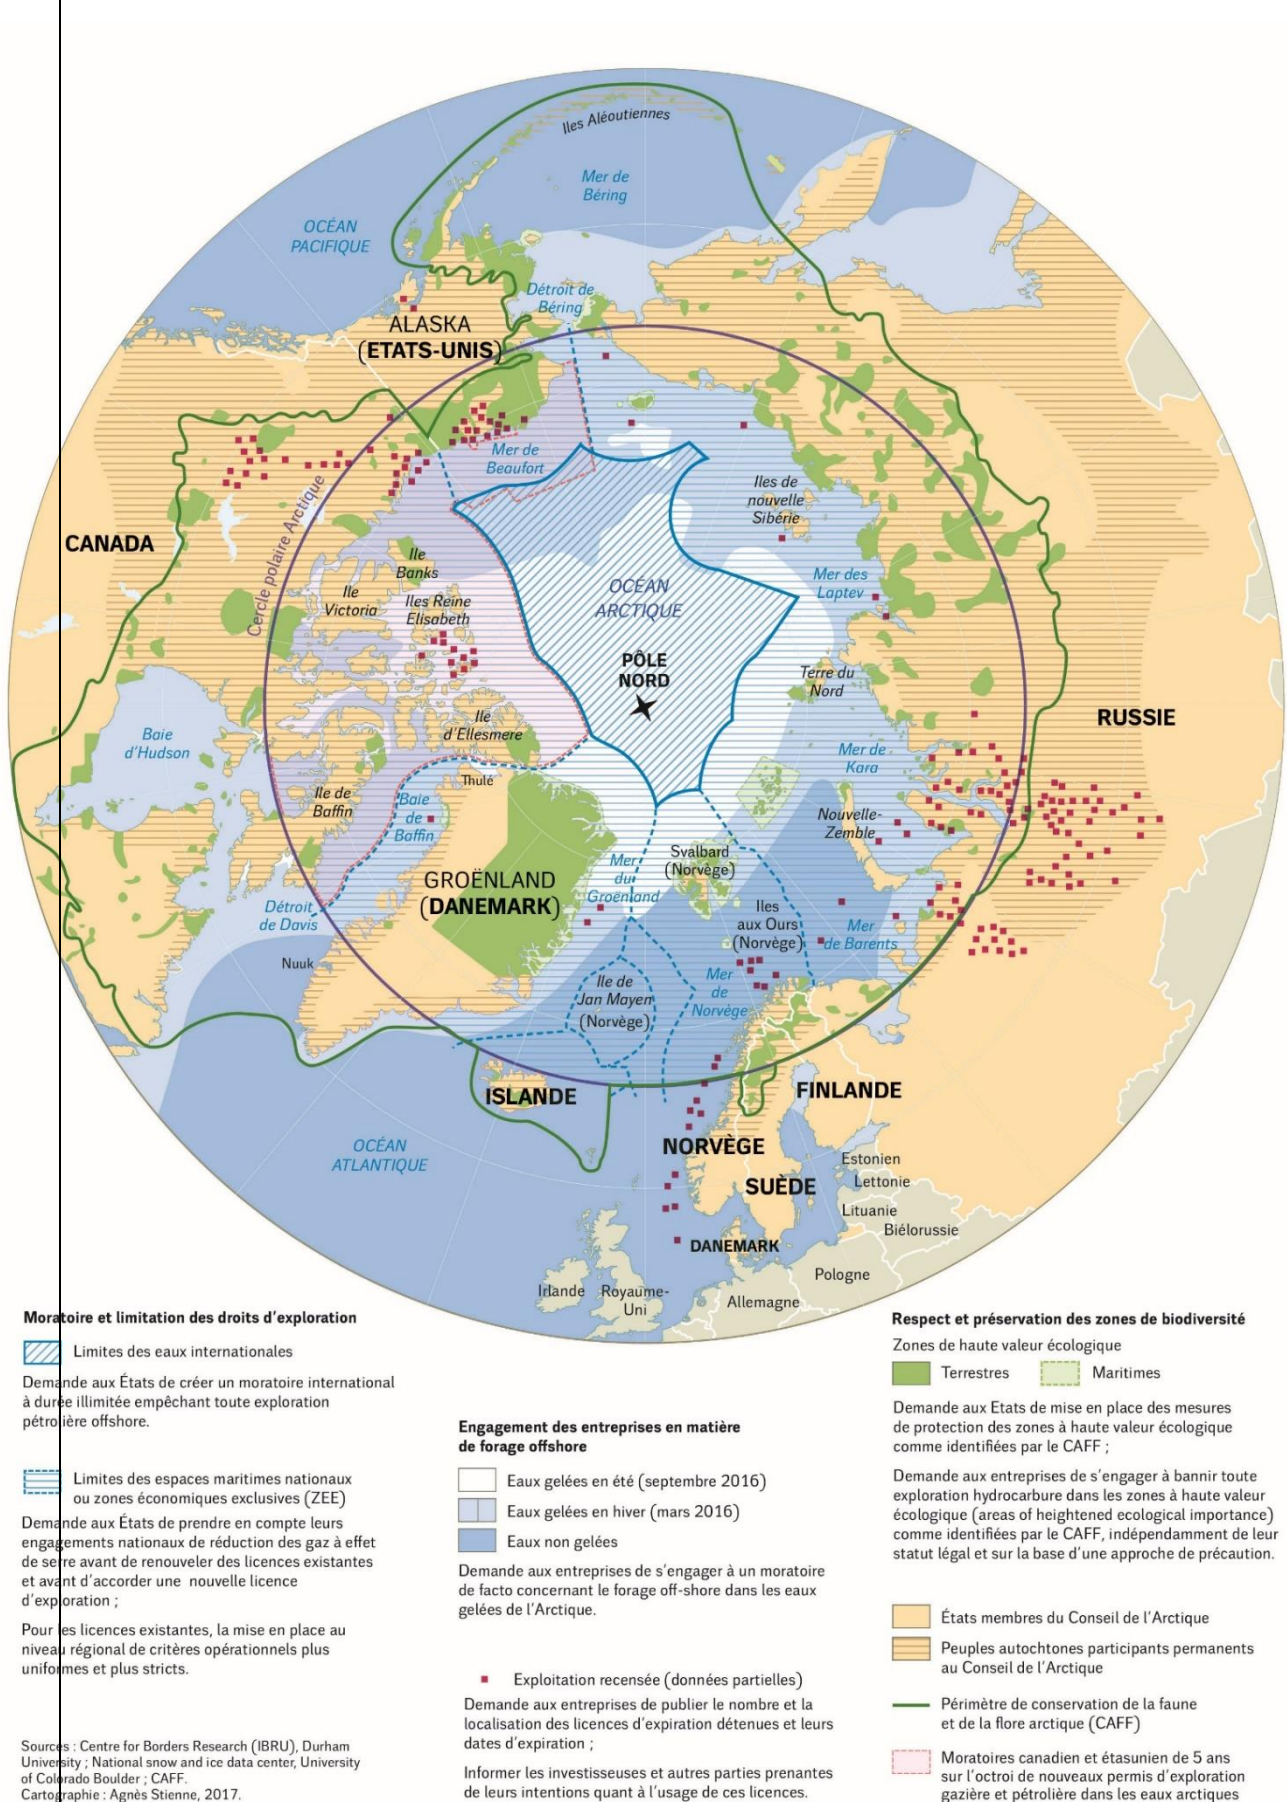 Iles Aléoutiennes
Mer de
Béring
OCÉAN
PACIFIQUE
Détroit de
Béring
ALASKA
(ETATS-UNIS)
Mer de
Beaufort
Iles de
nouvelle
Sibérie
Cercle polaire Arctique
CANADA
Ile
Banks
Ile
Victoria
Iles Reine
Elisabeth
OCÉAN
ARCTIQUE
Mer des
Laptev
PÔLE
NORD
Terre du
Nord
RUSSIE
Ile
d'Ellesmere
Baie
d'Hudson
Mer de
Kara
Thulé
Ile de
Baffin
Baie
de
Baffin
Nouvelle-
Zemble
Svalbard
(Norvège)
Mer
du
Groenland
GROËNLAND
(DANEMARK)
Détroit
de Davis
Iles
aux Ours
(Norvège)
Mer
de Barents
Nuuk
Ile de
Jan Mayen
(Norvège)
Mer
de
Norvège
ISLANDE
FINLANDE
OCÉAN
ATLANTIQUE
NORVÈGE
SUÈDE
Estonien
Lettonie
Lituanie
Biélorussie
DANEMARK
Pologne
Irlande
Royaume-
Uni
Allemagne
Moratoire et limitation des droits d'exploration
Limites des eaux internationales
Demande aux États de créer un moratoire international
à durée illimitée empêchant toute exploration
pétrolière offshore.
Limites des espaces maritimes nationaux
ou zones économiques exclusives (ZEE)
Demande aux États de prendre en compte leurs
engagements nationaux de réduction des gaz à effet
de serre avant de renouveler des licences existantes
et avant d'accorder une nouvelle licence
d'exploration ;
Pour les licences existantes, la mise en place au
niveau régional de critères opérationnels plus
uniformes et plus stricts.
Sources : Centre for Borders Research (IBRU), Durham
University ; National snow and ice data center, University
of Colorado Boulder ; CAFF.
Cartographie : Agnès Stienne, 2017.
Engagement des entreprises en matière
de forage offshore
Eaux gelées en été (septembre 2016)
Eaux gelées en hiver (mars 2016)
Eaux non gelées
Demande aux entreprises de s'engager à un moratoire
de facto concernant le forage off-shore dans les eaux
gelées de l'Arctique.
Exploitation recensée (données partielles)
Demande aux entreprises de publier le nombre et la
localisation des licences d'expiration détenues et leurs
dates d'expiration ;
Informer les investisseuses et autres parties prenantes
de leurs intentions quant à l'usage de ces licences.
Respect et préservation des zones de biodiversité
Zones de haute valeur écologique
Terrestres
Maritimes
Demande aux Etats de mise en place des mesures
de protection des zones à haute valeur écologique
comme identifiées par le CAFF ;
Demande aux entreprises de s'engager à bannir toute
exploration hydrocarbure dans les zones à haute valeur
écologique (areas of heightened ecological importance)
comme identifiées par le CAFF, indépendamment de leur
statut légal et sur la base d'une approche de précaution.
États membres du Conseil de l'Arctique
Peuples autochtones participants permanents
au Conseil de l'Arctique
Périmètre de conservation de la faune
et de la flore arctique (CAFF)
Moratoires canadien et étasunien de 5 ans
sur l'octroi de nouveaux permis d'exploration
gazière et pétrolière dans les eaux arctiques